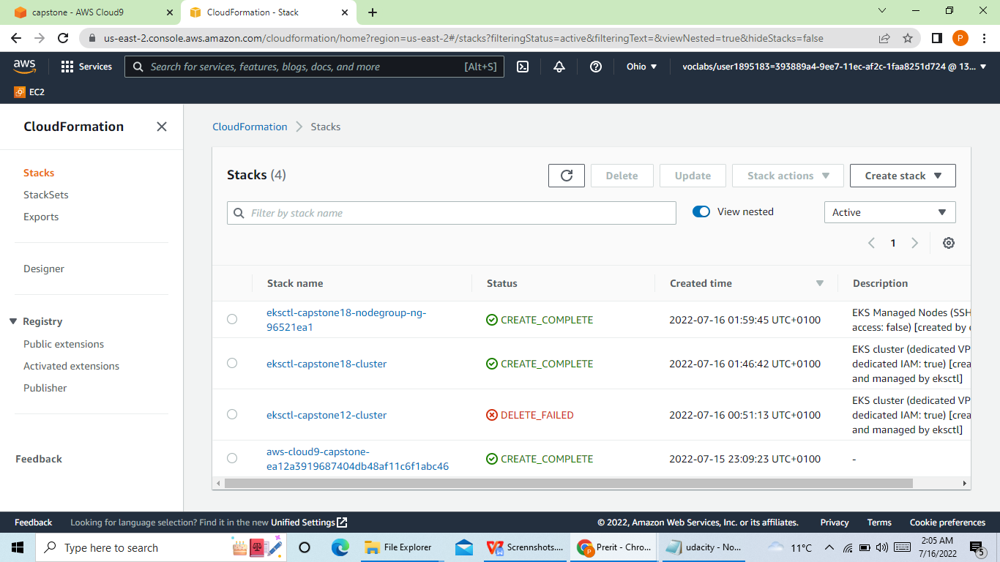 capstone - AWS Cloud9
CloudFormation - Stack
us-east-2.console.aws.amazon.com/cloudformation/home?region=us-east-2#/stacks?filteringStatus=active&filteringText=&viewNested=true&hideStacks=false
P
aws
Services
Search for services, features, blogs, docs, and more
[Alt+S]
Ohio
voclabs/user1895183=393889a4-9ee7-11ec-af2c-1faa8251d724 @ 13...
EC2
CloudFormation
Stacks
StackSets
Exports
Designer
Registry
Public extensions
Activated extensions
Publisher
Feedback
CloudFormation
Stacks
Stacks (4)
Delete
Update
Stack actions
Create stack
Filter by stack name
View nested
Active
1
Stack name
Status
Created time
Description
eksctl-capstone18-nodegroup-ng-
96521ea1
CREATE_COMPLETE
2022-07-16 01:59:45 UTC+0100
EKS Managed Nodes (SSH
access: false) [created by e
eksctl-capstone18-cluster
CREATE_COMPLETE
2022-07-16 01:46:42 UTC+0100
EKS cluster (dedicated VP
dedicated IAM: true) [crea
and managed by eksctl]
eksctl-capstone12-cluster
DELETE_FAILED
2022-07-16 00:51:13 UTC+0100
EKS cluster (dedicated VP
dedicated IAM: true) [crea
and managed by eksctl]
aws-cloud9-capstone-
ea12a3919687404db48af11c6f1abc46
CREATE_COMPLETE
2022-07-15 23:09:23 UTC+0100
-
Feedback
Looking for language selection? Find it in the new Unified Settings
© 2022, Amazon Web Services, Inc. or its affiliates.
Privacy
Terms
Cookie preferences
Type here to search
File Explorer
Scrennshots....
Prerit - Chro...
udacity - No...
11°C
2:05 AM
7/16/2022
5